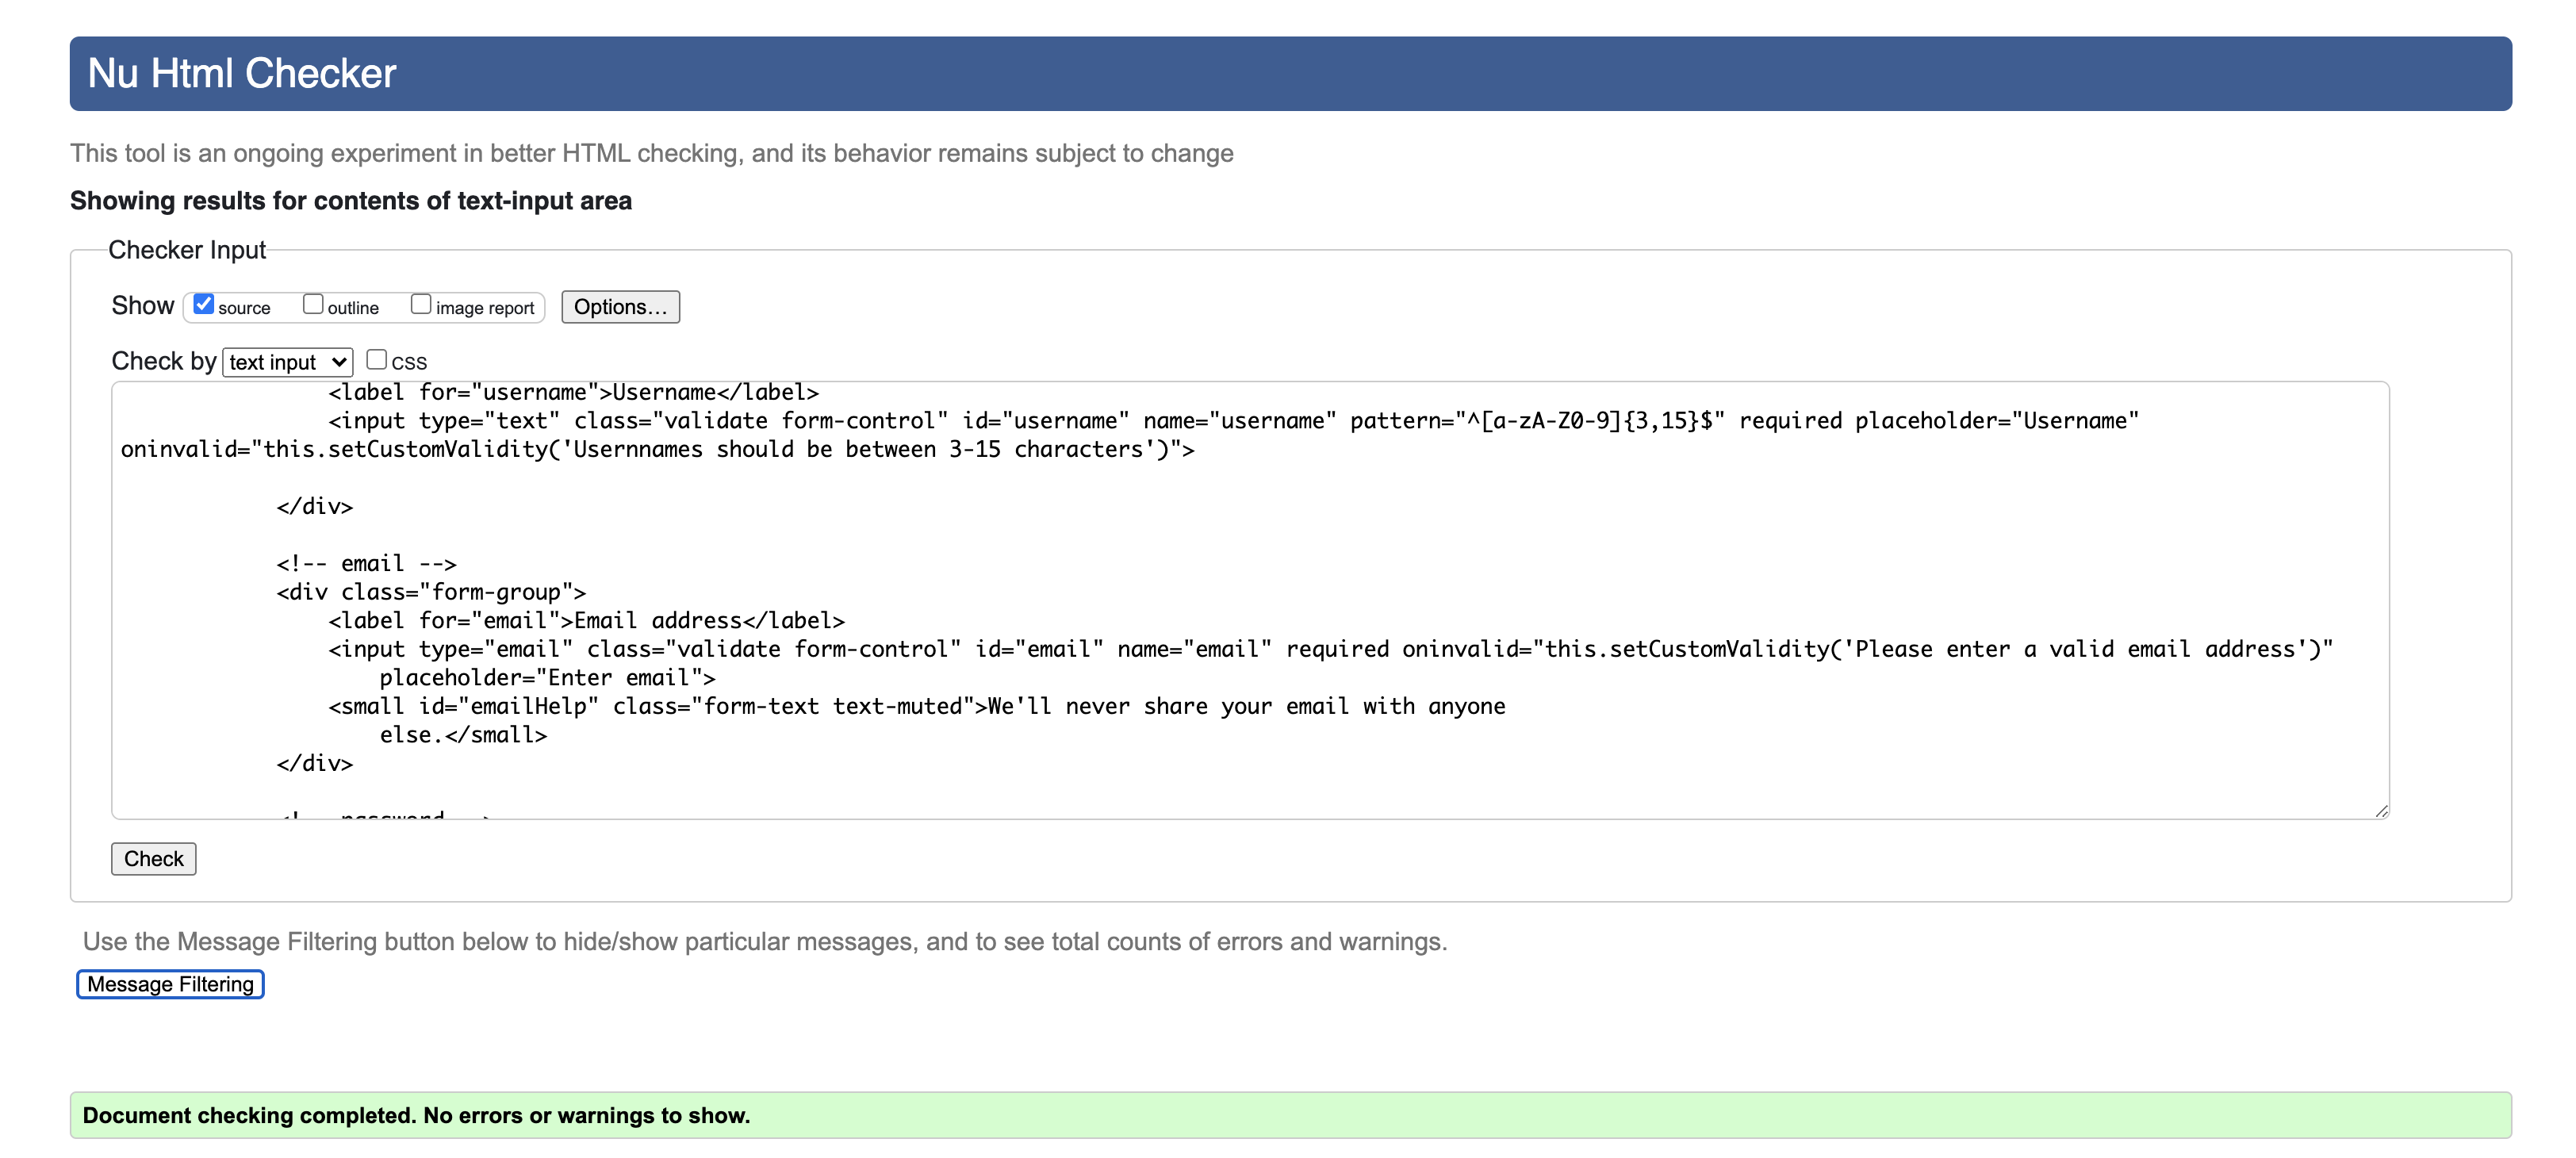 Nu Html Checker
This tool is an ongoing experiment in better HTML checking, and its behavior remains subject to change
Showing results for contents of text-input area
Checker Input
Show source outline image report Options...
Check by text input CSS
<label for="username">Username</label>
<input type="text" class="validate form-control" id="username" name="username" pattern="^[a-zA-Z0-9]{3,15}$" required placeholder="Username"
oninvalid="this.setCustomValidity('Usernnames should be between 3-15 characters')">
</div>
<!-- email -->
<div class="form-group">
<label for="email">Email address</label>
<input type="email" class="validate form-control" id="email" name="email" required oninvalid="this.setCustomValidity('Please enter a valid email address')"
placeholder="Enter email">
<small id="emailHelp" class="form-text text-muted">We'll never share your email with anyone
else.</small>
</div>
<!-- password -->
Check
Use the Message Filtering button below to hide/show particular messages, and to see total counts of errors and warnings.
Message Filtering
Document checking completed. No errors or warnings to show.